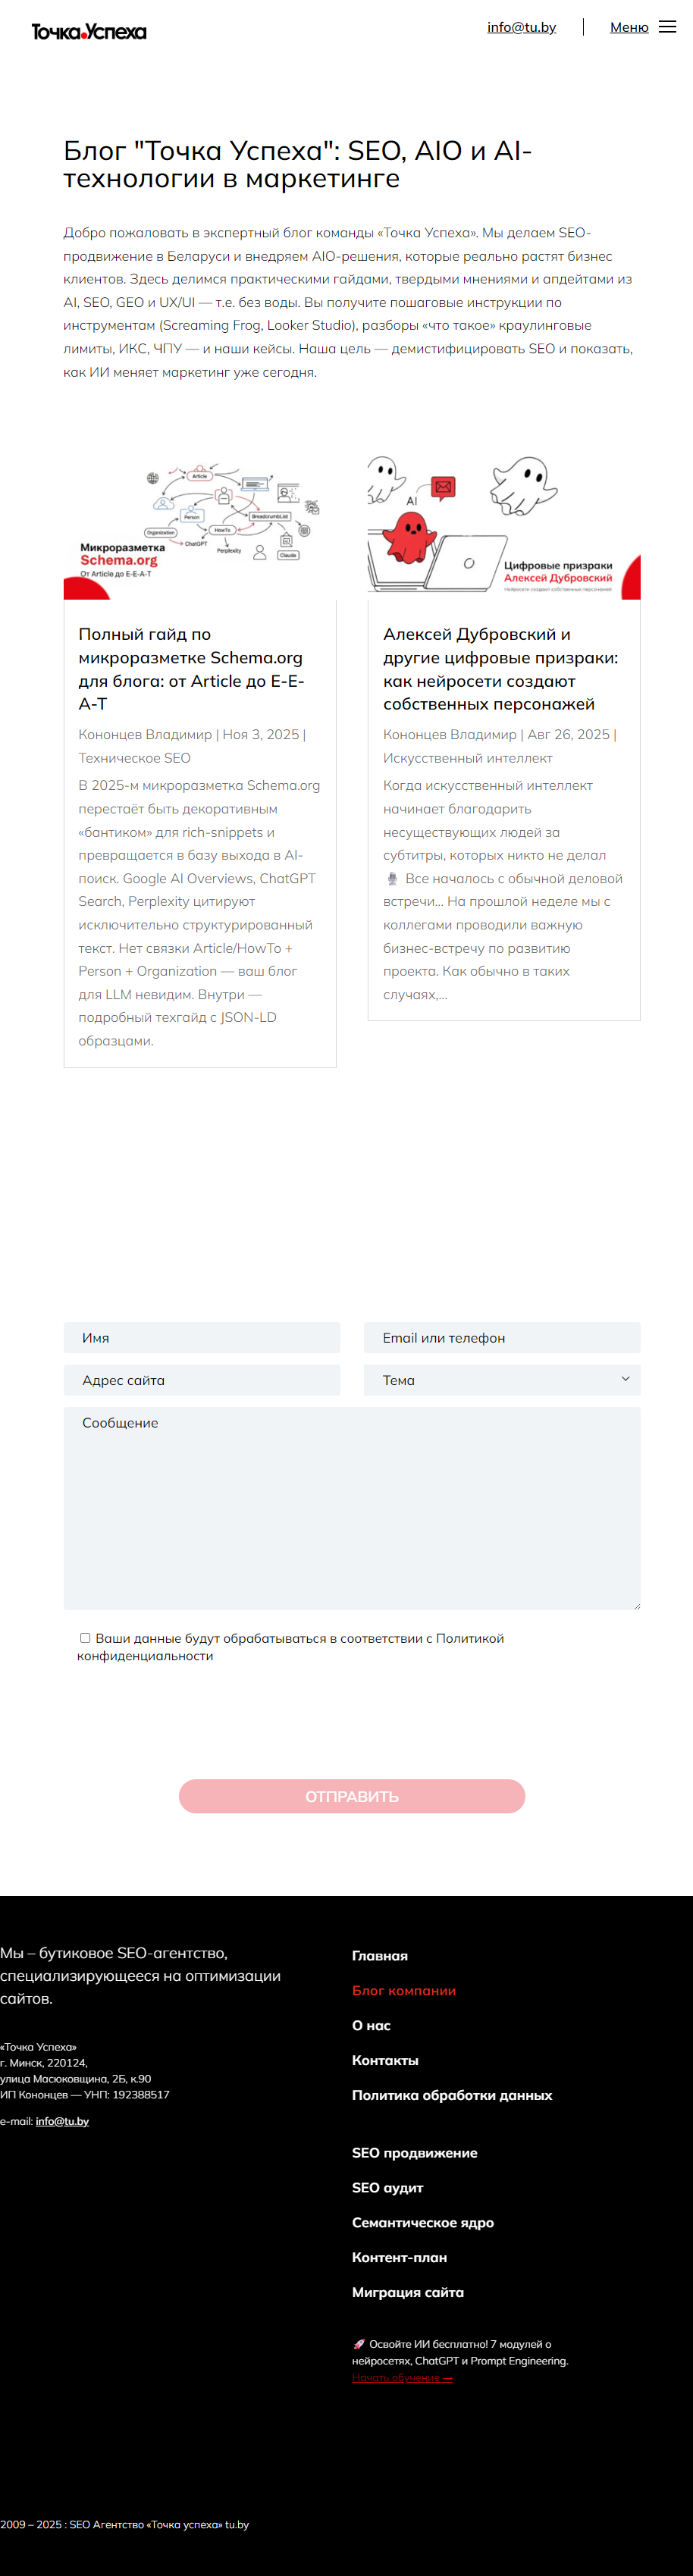 Точка.Успеха
info@tu.by
Меню
Блог "Точка Успеха": SEO, AIO и AI-
технологии в маркетинге
Добро пожаловать в экспертный блог команды «Точка Успеха». Мы делаем SEO-
продвижение в Беларуси и внедряем AIO-решения, которые реально растят бизнес
клиентов. Здесь делимся практическими гайдами, твердыми мнениями и апдейтами из
AI, SEO, GEO и UX/UI — т.е. без воды. Вы получите пошаговые инструкции по
инструментам (Screaming Frog, Looker Studio), разборы «что такое» краулинговые
лимиты, ИКС, ЧПУ — и наши кейсы. Наша цель — демистифицировать SEO и показать,
как ИИ меняет маркетинг уже сегодня.
Article
Person
BreadcrumbList
Organization
HowTo
ChatGPT
Perplexity
Claude
Микроразметка
Schema.org
От Article до E-E-A-T
Полный гайд по
микроразметке Schema.org
для блога: от Article до E-E-
A-T
Кононцев Владимир | Ноя 3, 2025 |
Техническое SEO
В 2025-м микроразметка Schema.org
перестаёт быть декоративным
«бантиком» для rich-snippets и
превращается в базу выхода в AI-
поиск. Google AI Overviews, ChatGPT
Search, Perplexity цитируют
исключительно структурированный
текст. Нет связки Article/HowTo +
Person + Organization — ваш блог
для LLM невидим. Внутри —
подробный техгайд с JSON-LD
образцами.
AI
Цифровые призраки
Алексей Дубровский
Нейросети создают собственных персонажей
Алексей Дубровский и
другие цифровые призраки:
как нейросети создают
собственных персонажей
Кононцев Владимир | Авг 26, 2025 |
Искусственный интеллект
Когда искусственный интеллект
начинает благодарить
несуществующих людей за
субтитры, которых никто не делал
🎙️ Все началось с обычной деловой
встречи... На прошлой неделе мы с
коллегами проводили важную
бизнес-встречу по развитию
проекта. Как обычно в таких
случаях,...
Имя
Email или телефон
Адрес сайта
Тема
Сообщение
Ваши данные будут обрабатываться в соответствии с Политикой
конфиденциальности
ОТПРАВИТЬ
Мы – бутиковое SEO-агентство,
специализирующееся на оптимизации
сайтов.
«Точка Успеха»
г. Минск, 220124,
улица Масюковщина, 2Б, к.90
ИП Кононцев — УНП: 192388517
e-mail: info@tu.by
Главная
Блог компании
О нас
Контакты
Политика обработки данных
SEO продвижение
SEO аудит
Семантическое ядро
Контент-план
Миграция сайта
🚀 Освойте ИИ бесплатно! 7 модулей о
нейросетях, ChatGPT и Prompt Engineering.
Начать обучение →
2009 – 2025 : SEO Агентство «Точка успеха» tu.by